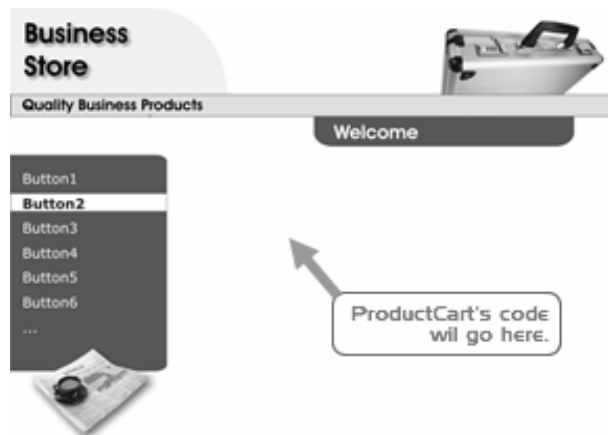 Business
Store
Quality Business Products
Welcome
Button1
Button2
Button3
Button4
Button5
Button6
...
ProductCart's code
wil go here.